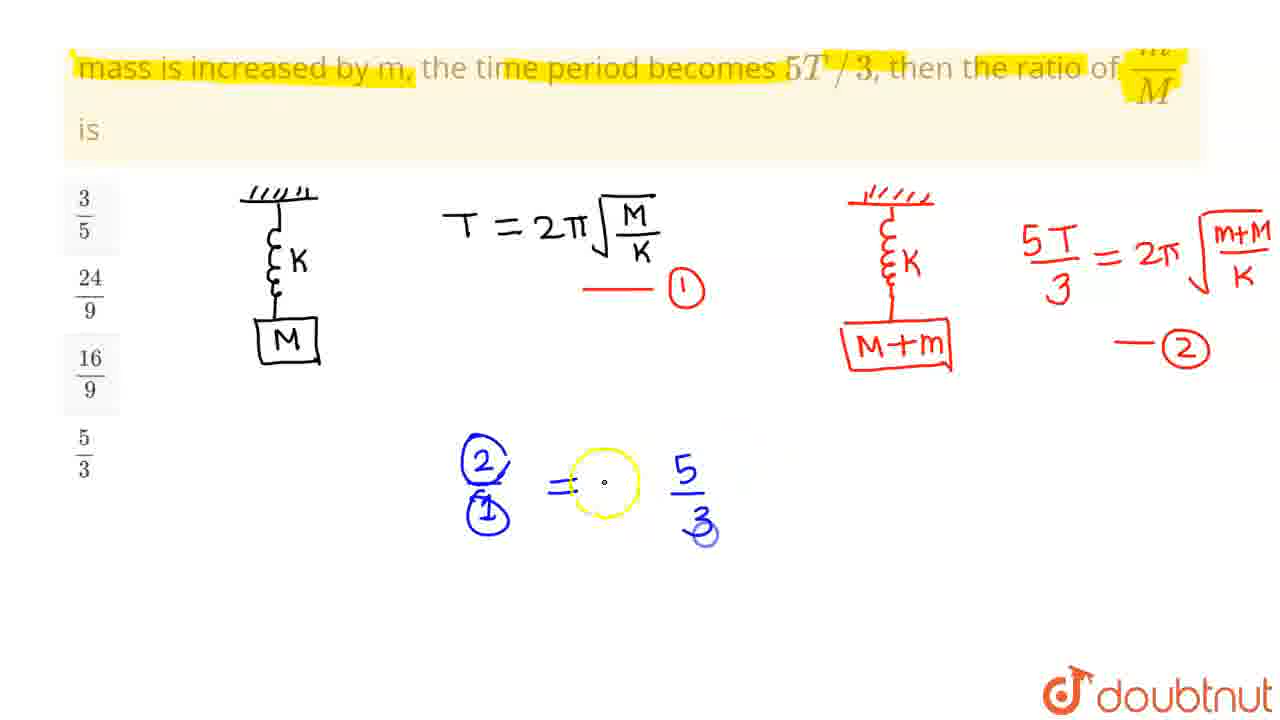 mass is increased by m, the time period becomes 5T/3, then the ratio of m/M
is
3/5
24/9
16/9
5/3
K
M
T = 2π√(M/K)
— ①
K
M+m
5T/3 = 2π√(m+M/K)
— ②
②/① = 5/3
doubtnut